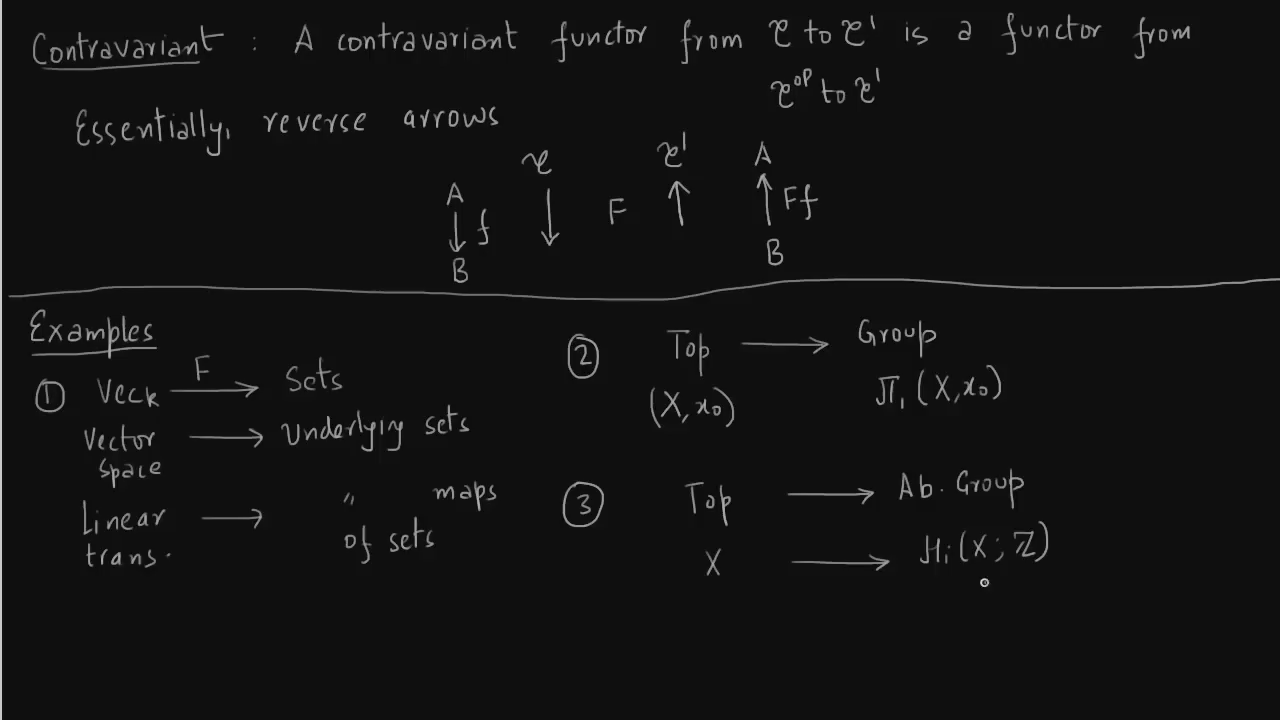 Contravariant : A contravariant functor from 𝒞 to 𝒞' is a functor from
𝒞ᵒᵖ to 𝒞'
Essentially, reverse arrows
𝒞 𝒞' A
A ↓ f ↓ F ↑ ↑ Ff
B B
Examples
① Veck →F Sets
Vector space → Underlying sets
Linear trans. → " maps of sets
② Top → Group
(X, x₀) π₁ (X, x₀)
③ Top → Ab. Group
X → Hᵢ(X; ℤ)